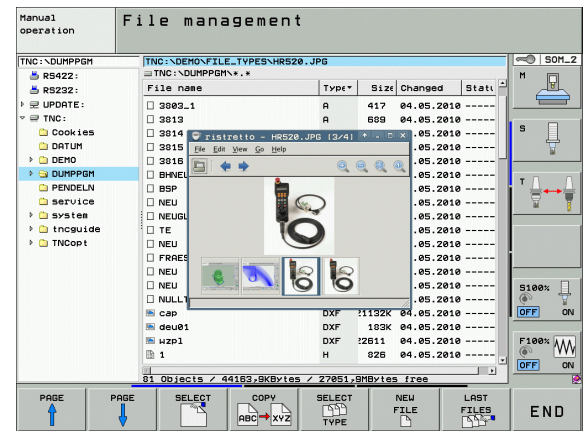 Manual operation
File management
TNC:\DUMPPGM
TNC:\DEMO\FILE_TYPES\HR520.JPG
SOM_2
RS422:
RS232:
UPDATE:
TNC:
Cookies
DATUM
DEMO
DUMPPGM
PENDELN
service
system
tncguide
TNCopt
TNC:\DUMPPGM\*.*
File name Type Size Changed Statu
3803_1 A 417 04.05.2010 -----
3813 A 689 04.05.2010 -----
3814 .05.2010 -----
3815 .05.2010 -----
3816 .05.2010 -----
BHNEU .05.2010 -----
BSP .05.2010 -----
NEU .05.2010 -----
NEUGL .05.2010 -----
TE .05.2010 -----
NEU .05.2010 -----
FRAES .05.2010 -----
NEU .05.2010 -----
NEU .05.2010 -----
NULLT .05.2010 -----
cap DXF 21132K 04.05.2010 -----
deu01 DXF 183K 04.05.2010 -----
wzpl DXF 22611 04.05.2010 -----
1 H 826 04.05.2010 -----
81 Objects / 44163,9KBytes / 27051,9MBytes free
ristretto - HR520.JPG (3/4)
File Edit View Go Help
M
S
T
S100%
OFF ON
F100%
OFF ON
PAGE
PAGE
SELECT
COPY
ABC XYZ
SELECT
TYPE
NEW
FILE
LAST
FILES
END